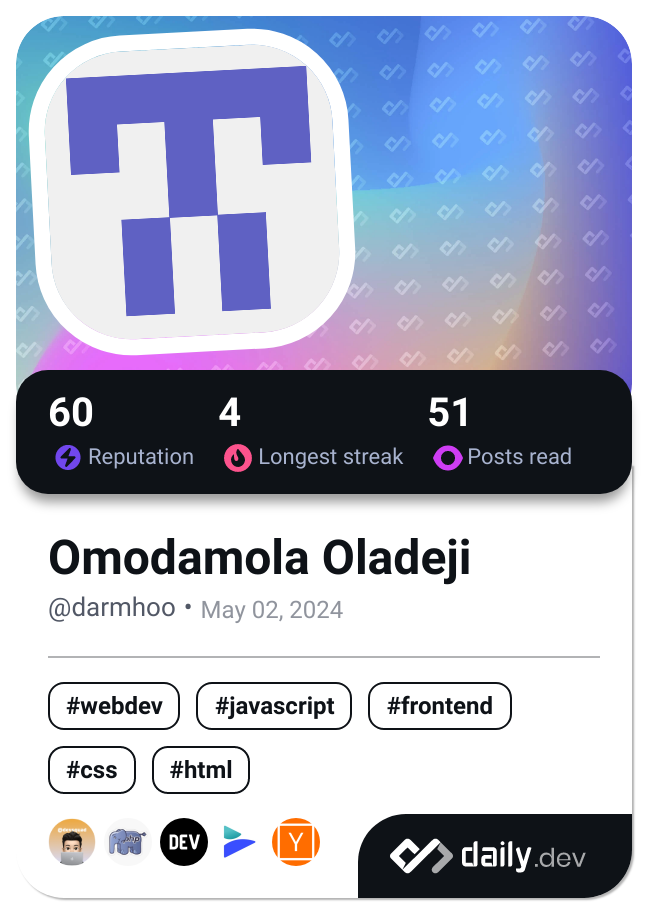 60 4 51
Reputation Longest streak Posts read
Omodamola Oladeji
@darmhoo • May 02, 2024
#webdev #javascript #frontend
#css #html
php DEV Y
daily.dev